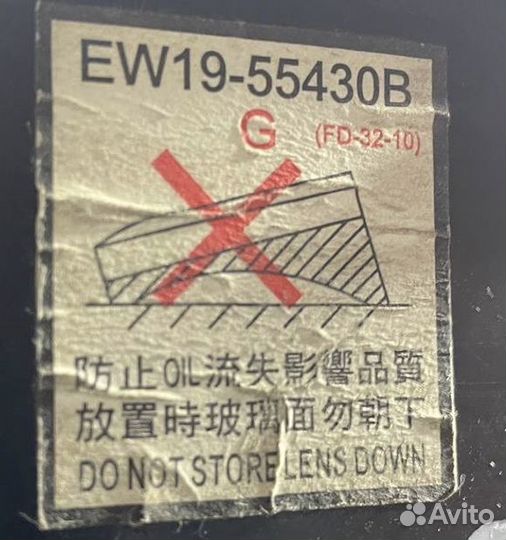 EW19-55430B
G (FD-32-10)
防止OIL流失影響品質
放置時玻璃面勿朝下
DO NOT STORE LENS DOWN
Avito